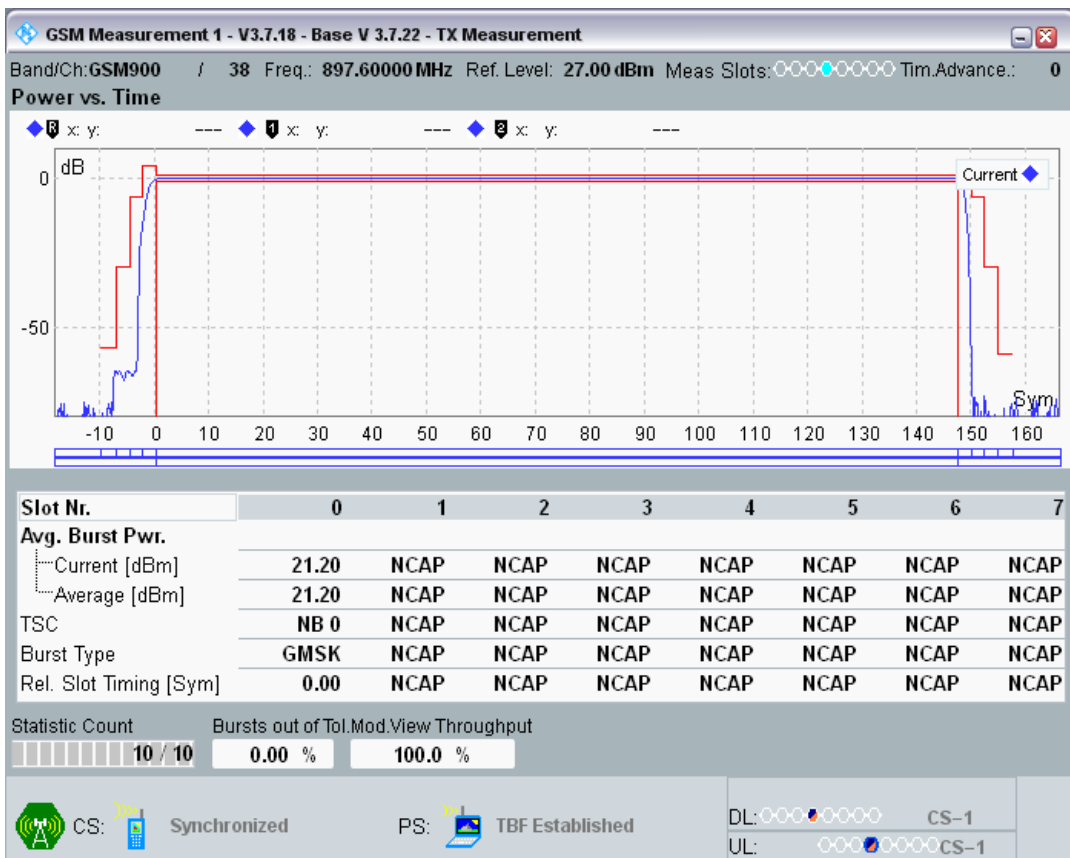 GSM Measurement 1 - V3.7.18 - Base V 3.7.22 - TX Measurement
Band/Ch:GSM900 / 38 Freq.: 897.60000 MHz Ref. Level: 27.00 dBm Meas Slots: Tim.Advance.: 0
Power vs. Time
R x: y: --- 1 x: y: --- 2 x: y: ---
dB
Current
0
-50
Sym
-10 0 10 20 30 40 50 60 70 80 90 100 110 120 130 140 150 160
Slot Nr. 0 1 2 3 4 5 6 7
Avg. Burst Pwr.
Current [dBm] 21.20 NCAP NCAP NCAP NCAP NCAP NCAP NCAP
Average [dBm] 21.20 NCAP NCAP NCAP NCAP NCAP NCAP NCAP
TSC NB 0 NCAP NCAP NCAP NCAP NCAP NCAP NCAP
Burst Type GMSK NCAP NCAP NCAP NCAP NCAP NCAP NCAP
Rel. Slot Timing [Sym] 0.00 NCAP NCAP NCAP NCAP NCAP NCAP NCAP
Statistic Count Bursts out of Tol.Mod.View Throughput
10 / 10 0.00 % 100.0 %
CS: Synchronized PS: TBF Established DL: CS-1
UL: CS-1